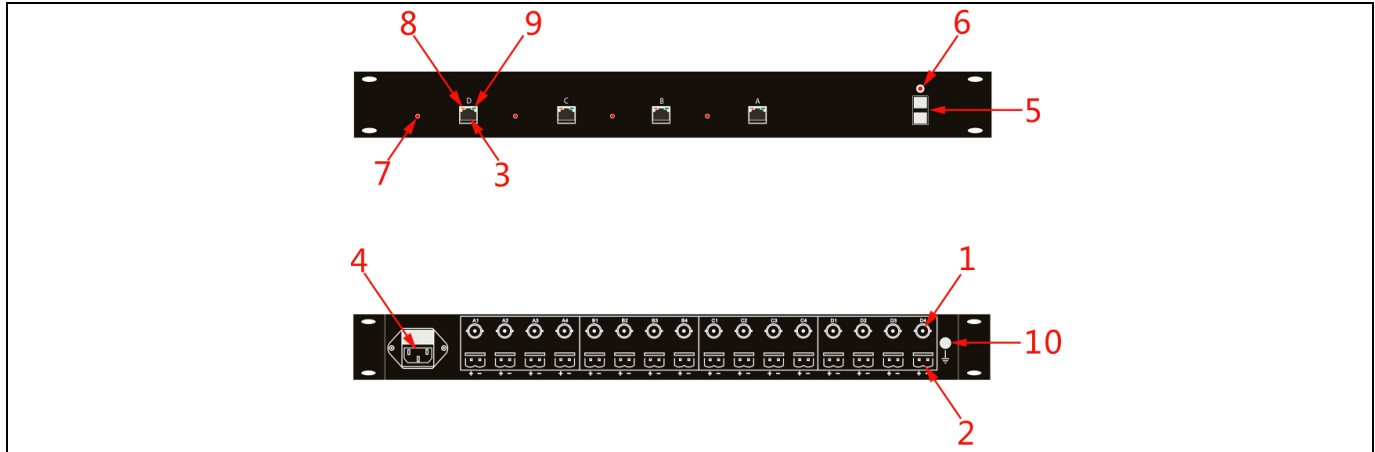 8 9 6
D C B A
5
7 3
4 1
A1 A2 A3 A4 B1 B2 B3 B4 C1 C2 C3 C4 D1 D2 D3 D4
10
+ − + − + − + − + − + − + − + − + − + − + − + − + − + − + − + −
2